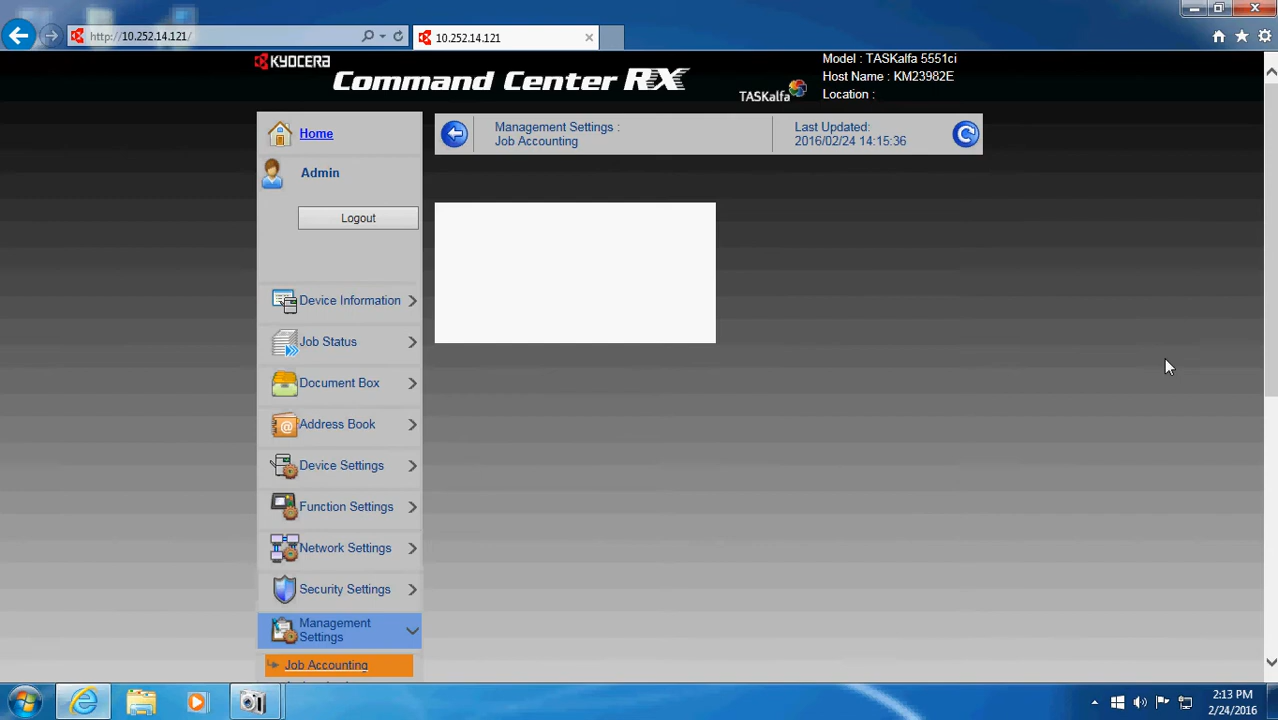 http://10.252.14.121/
10.252.14.121
KYOCERA
Command Center RX
TASKalfa
Model : TASKalfa 5551ci
Host Name : KM23982E
Location :
Home
Admin
Logout
Management Settings :
Job Accounting
Last Updated:
2016/02/24 14:15:36
Device Information
Job Status
Document Box
Address Book
Device Settings
Function Settings
Network Settings
Security Settings
Management
Settings
Job Accounting
2:13 PM
2/24/2016